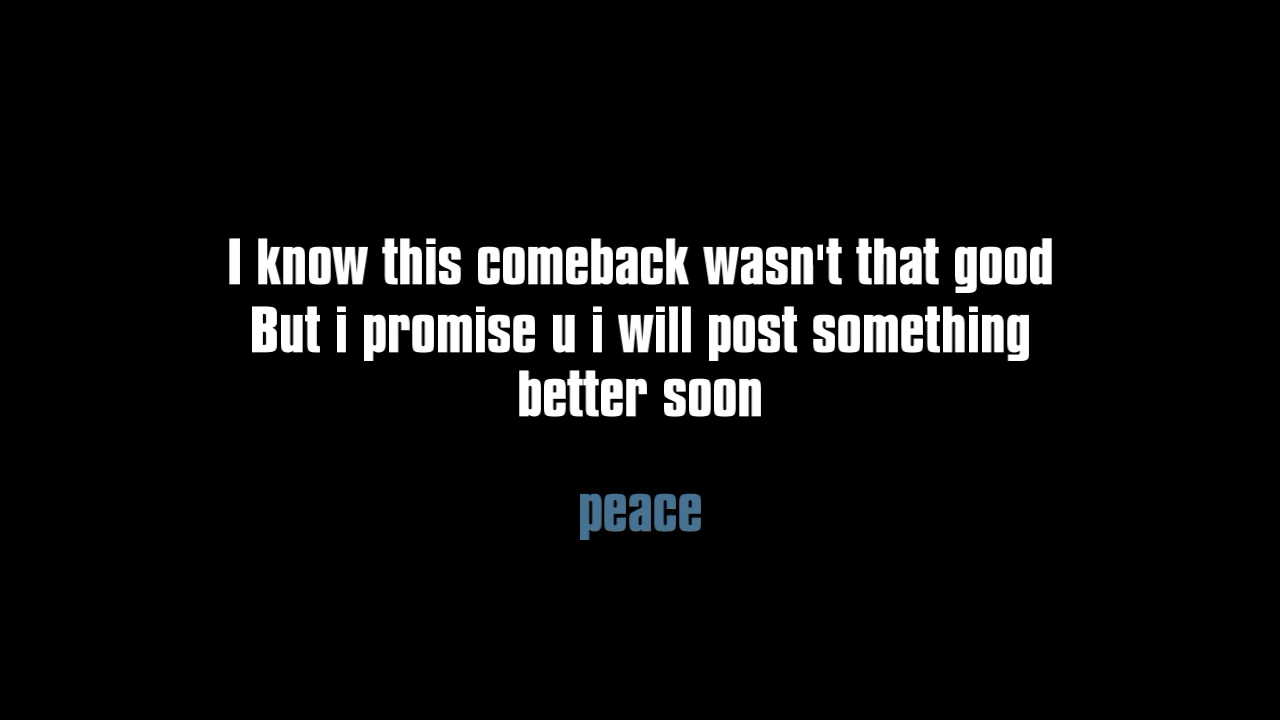 I know this comeback wasn't that good
But i promise u i will post something
better soon
peace